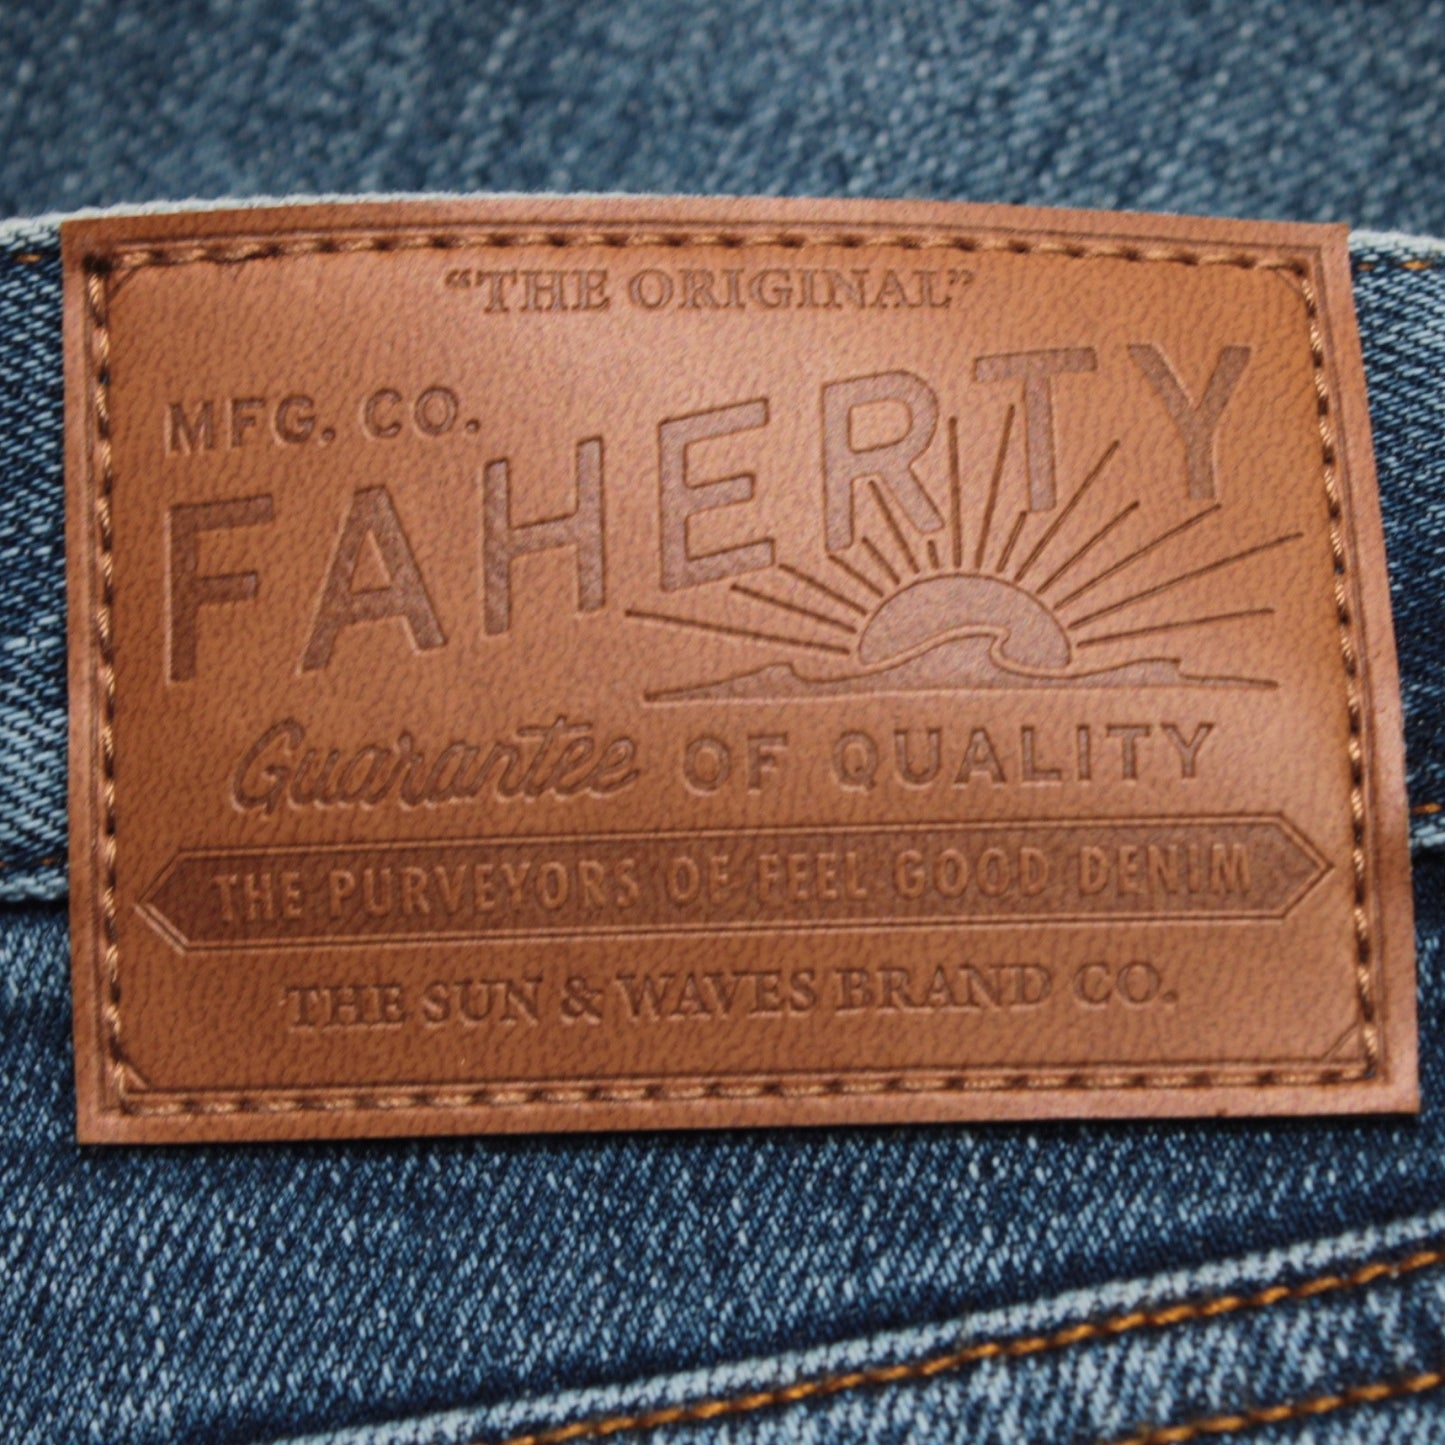 “THE ORIGINAL”
MFG. CO.
FAHERTY
Guarantee OF QUALITY
THE PURVEYORS OF FEEL GOOD DENIM
THE SUN & WAVES BRAND CO.